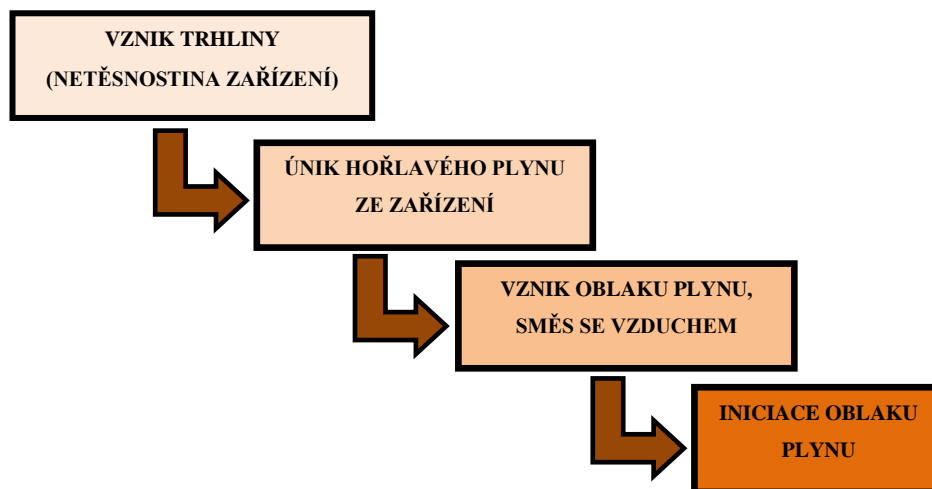 VZNIK TRHLINY
(NETĚSNOSTINA ZAŘÍZENÍ)
ÚNIK HOŘLAVÉHO PLYNU
ZE ZAŘÍZENÍ
VZNIK OBLAKU PLYNU,
SMĚS SE VZDUCHEM
INICIACE OBLAKU
PLYNU